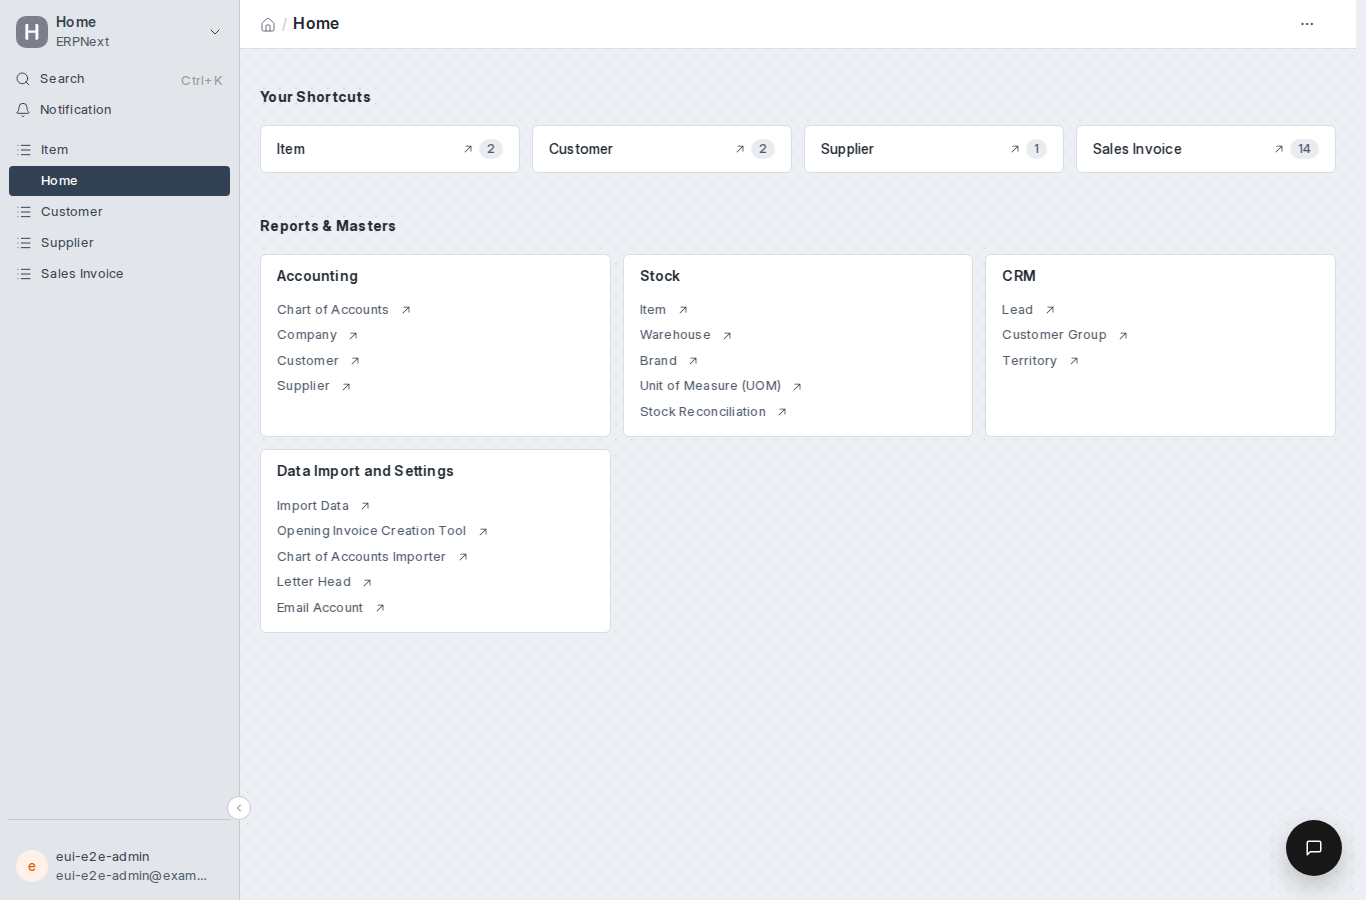 H
Home
ERPNext
Search Ctrl+K
Notification
Item
Home
Customer
Supplier
Sales Invoice
e
eui-e2e-admin
eui-e2e-admin@exam...
/ Home
Your Shortcuts
Item 2
Customer 2
Supplier 1
Sales Invoice 14
Reports & Masters
Accounting
Chart of Accounts
Company
Customer
Supplier
Stock
Item
Warehouse
Brand
Unit of Measure (UOM)
Stock Reconciliation
CRM
Lead
Customer Group
Territory
Data Import and Settings
Import Data
Opening Invoice Creation Tool
Chart of Accounts Importer
Letter Head
Email Account